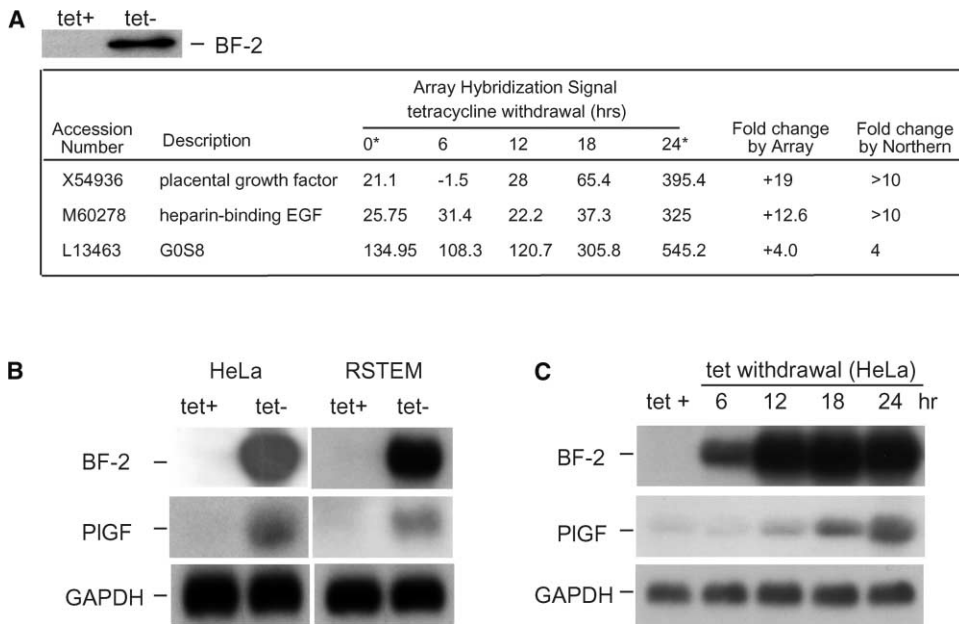 A
tet+ tet-
– BF-2
Array Hybridization Signal
tetracycline withdrawal (hrs)
Accession Number Description 0* 6 12 18 24* Fold change by Array Fold change by Northern
X54936 placental growth factor 21.1 -1.5 28 65.4 395.4 +19 >10
M60278 heparin-binding EGF 25.75 31.4 22.2 37.3 325 +12.6 >10
L13463 G0S8 134.95 108.3 120.7 305.8 545.2 +4.0 4
B
HeLa RSTEM
tet+ tet- tet+ tet-
BF-2 –
PlGF –
GAPDH –
C
tet withdrawal (HeLa)
tet + 6 12 18 24 hr
BF-2 –
PlGF –
GAPDH –